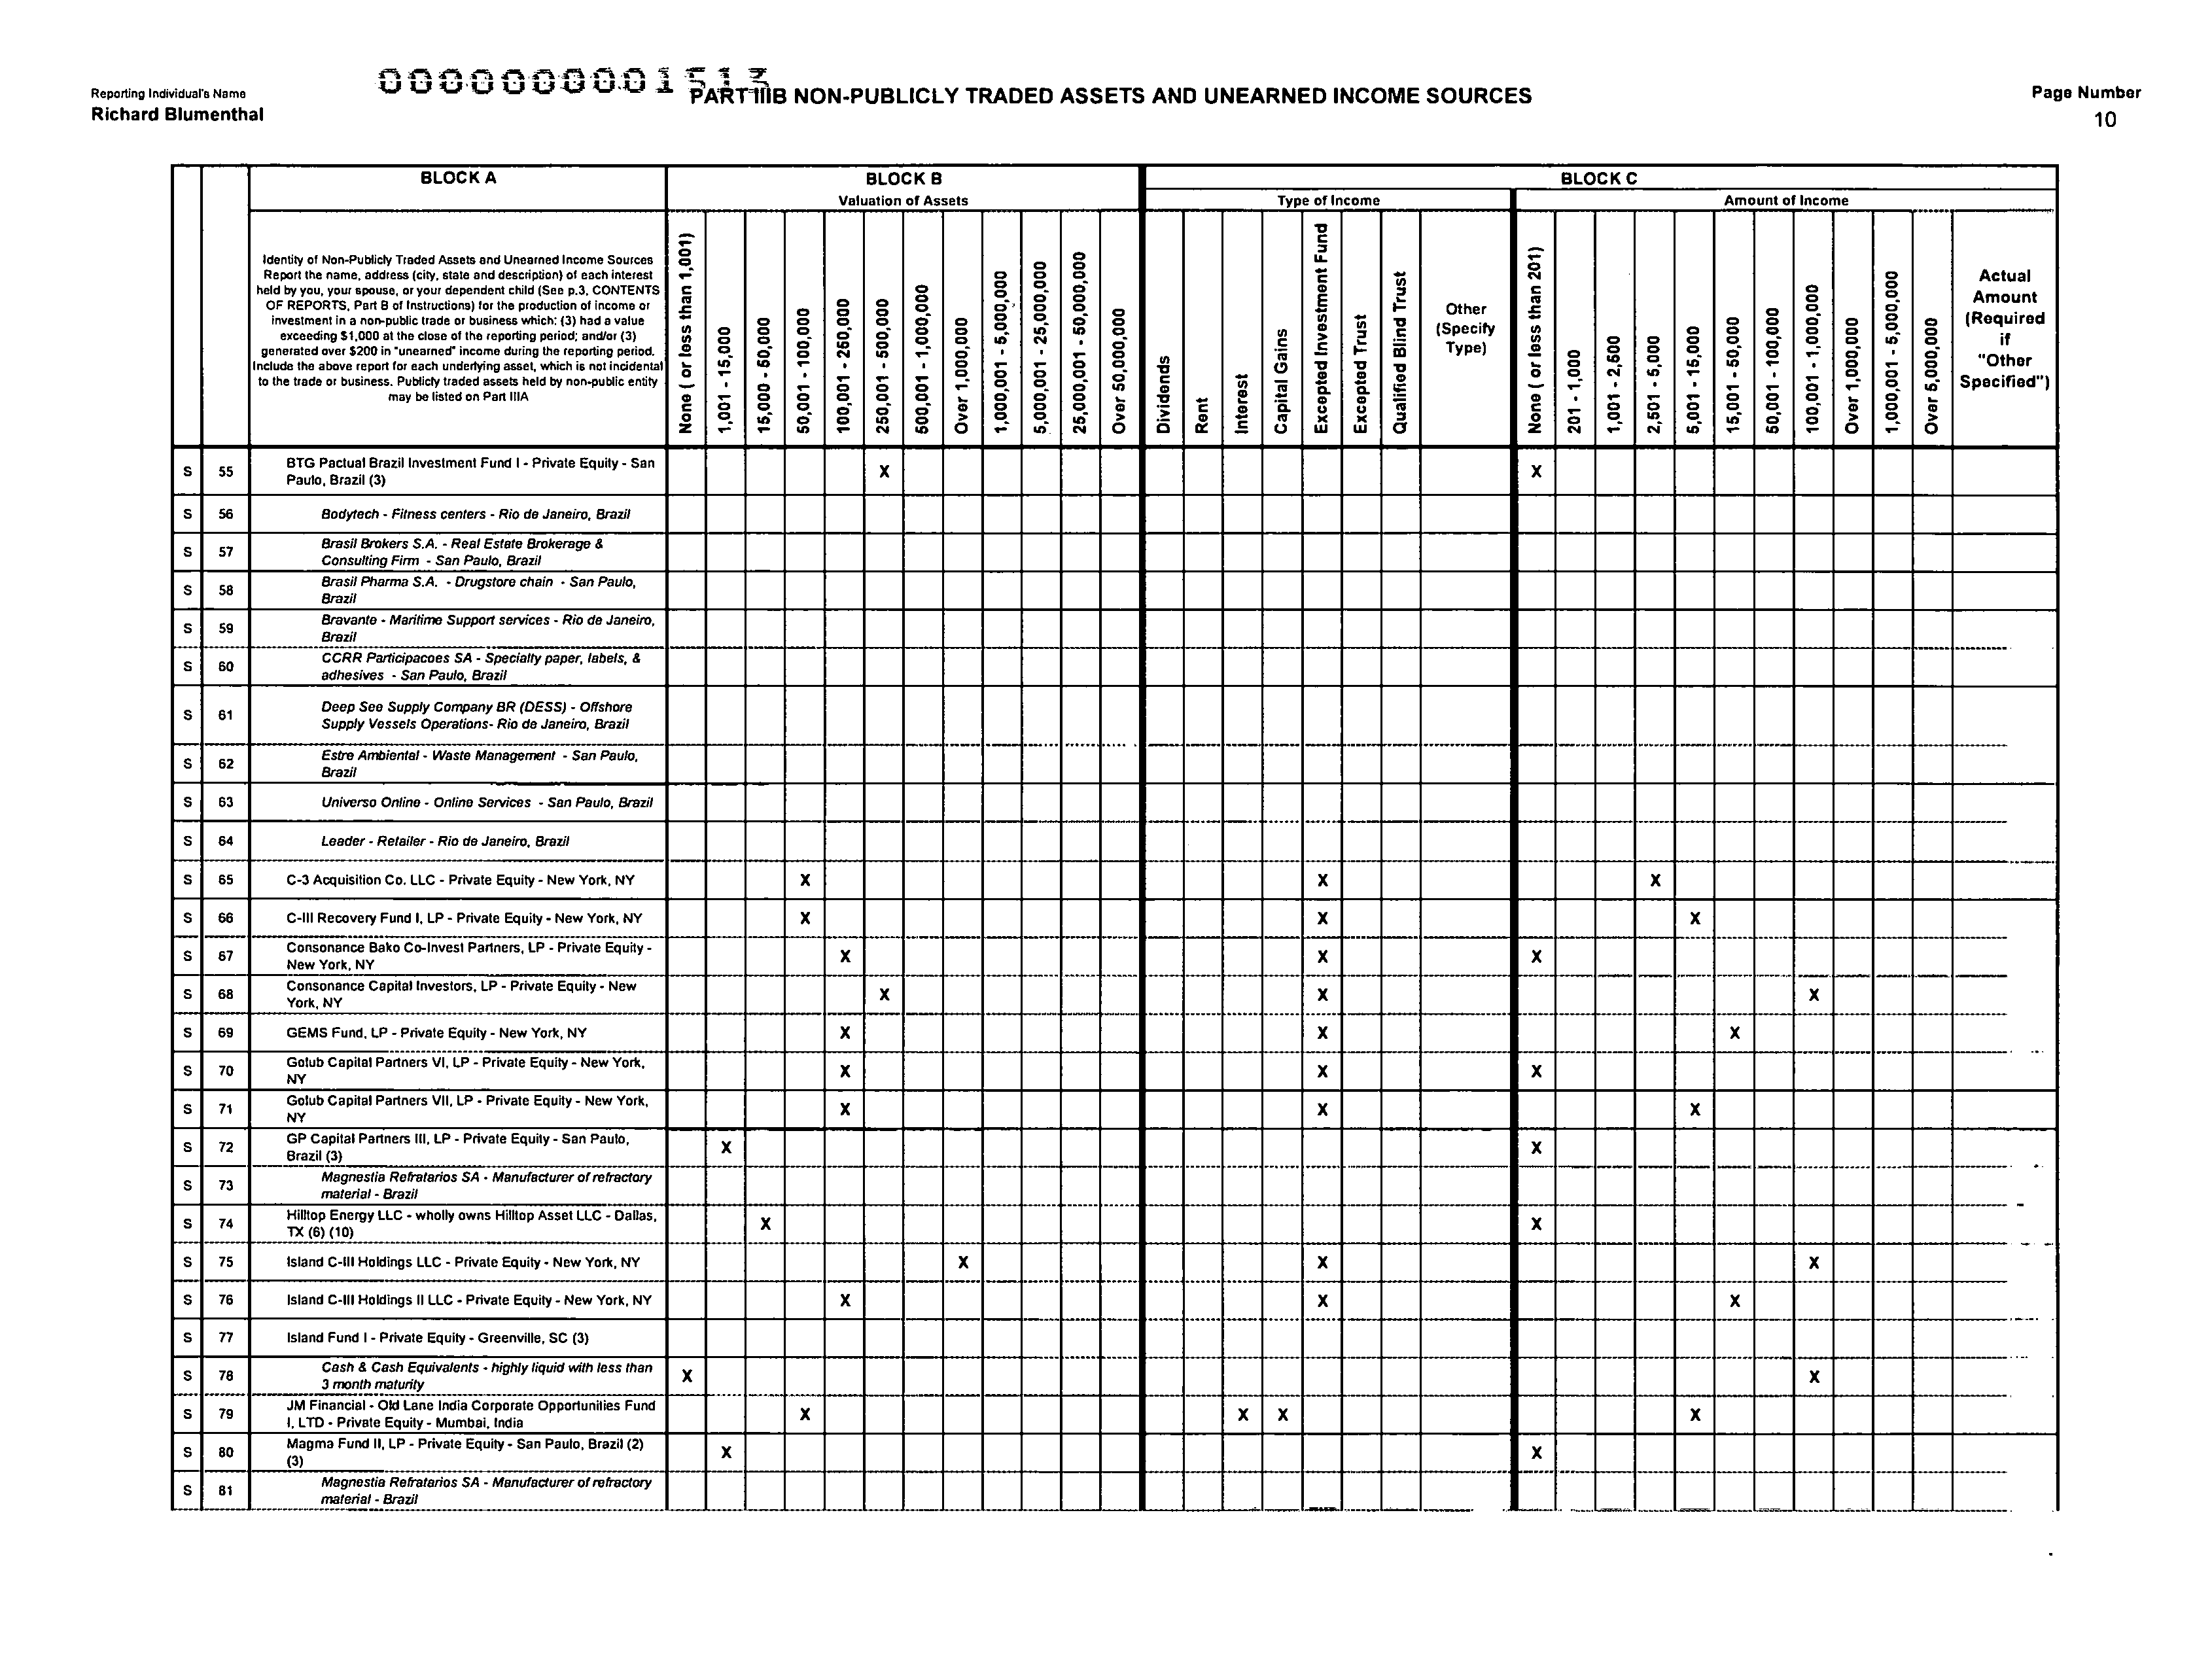 0000000001513
Reporting Individual's Name
Richard Blumenthal
PART IIIB NON-PUBLICLY TRADED ASSETS AND UNEARNED INCOME SOURCES
Page Number
10
BLOCK A
BLOCK B
BLOCK C
Valuation of Assets
Type of Income
Amount of Income
Identity of Non-Publicly Traded Assets and Unearned Income Sources
Report the name, address (city, state and description) of each interest
held by you, your spouse, or your dependent child (See p.3, CONTENTS
OF REPORTS, Part B of Instructions) for the production of income or
investment in a non-public trade or business which: (3) had a value
exceeding $1,000 at the close of the reporting period; and/or (3)
generated over $200 in "unearned" income during the reporting period.
Include the above report for each underlying asset, which is not incidental
to the trade or business. Publicly traded assets held by non-public entity
may be listed on Part IIIA
None ( or less than 1,001)
1,001 - 15,000
15,000 - 50,000
50,001 - 100,000
100,001 - 250,000
250,001 - 500,000
500,001 - 1,000,000
Over 1,000,000
1,000,001 - 5,000,000
5,000,001 - 25,000,000
25,000,001 - 50,000,000
Over 50,000,000
Dividends
Rent
Interest
Capital Gains
Excepted Investment Fund
Excepted Trust
Qualified Blind Trust
Other
(Specify
Type)
None ( or less than 201)
201 - 1,000
1,001 - 2,500
2,501 - 5,000
5,001 - 15,000
15,001 - 50,000
50,001 - 100,000
100,001 - 1,000,000
Over 1,000,000
1,000,001 - 5,000,000
Over 5,000,000
Actual
Amount
(Required
if
"Other
Specified")
S 55 BTG Pactual Brazil Investment Fund I - Private Equity - San
Paulo, Brazil (3) X X
S 56 Bodytech - Fitness centers - Rio de Janeiro, Brazil
S 57 Brasil Brokers S.A. - Real Estate Brokerage &
Consulting Firm - San Paulo, Brazil
S 58 Brasil Pharma S.A. - Drugstore chain - San Paulo,
Brazil
S 59 Bravante - Maritime Support services - Rio de Janeiro,
Brazil
S 60 CCRR Participacoes SA - Specialty paper, labels, &
adhesives - San Paulo, Brazil
S 61 Deep See Supply Company BR (DESS) - Offshore
Supply Vessels Operations- Rio de Janeiro, Brazil
S 62 Estre Ambiental - Waste Management - San Paulo,
Brazil
S 63 Universo Online - Online Services - San Paulo, Brazil
S 64 Leader - Retailer - Rio de Janeiro, Brazil
S 65 C-3 Acquisition Co. LLC - Private Equity - New York, NY X X X
S 66 C-III Recovery Fund I, LP - Private Equity - New York, NY X X X
S 67 Consonance Bako Co-Invest Partners, LP - Private Equity -
New York, NY X X X
S 68 Consonance Capital Investors, LP - Private Equity - New
York, NY X X X
S 69 GEMS Fund, LP - Private Equity - New York, NY X X X
S 70 Golub Capital Partners VI, LP - Private Equity - New York,
NY X X X
S 71 Golub Capital Partners VII, LP - Private Equity - New York,
NY X X X
S 72 GP Capital Partners III, LP - Private Equity - San Paulo,
Brazil (3) X X
S 73 Magnestia Refratarios SA - Manufacturer of refractory
material - Brazil
S 74 Hilltop Energy LLC - wholly owns Hilltop Asset LLC - Dallas,
TX (6) (10) X X
S 75 Island C-III Holdings LLC - Private Equity - New York, NY X X X
S 76 Island C-III Holdings II LLC - Private Equity - New York, NY X X X
S 77 Island Fund I - Private Equity - Greenville, SC (3)
S 78 Cash & Cash Equivalents - highly liquid with less than
3 month maturity X X
S 79 JM Financial - Old Lane India Corporate Opportunities Fund
I, LTD - Private Equity - Mumbai, India X X X X
S 80 Magma Fund II, LP - Private Equity - San Paulo, Brazil (2)
(3) X X
S 81 Magnestia Refratarios SA - Manufacturer of refractory
material - Brazil